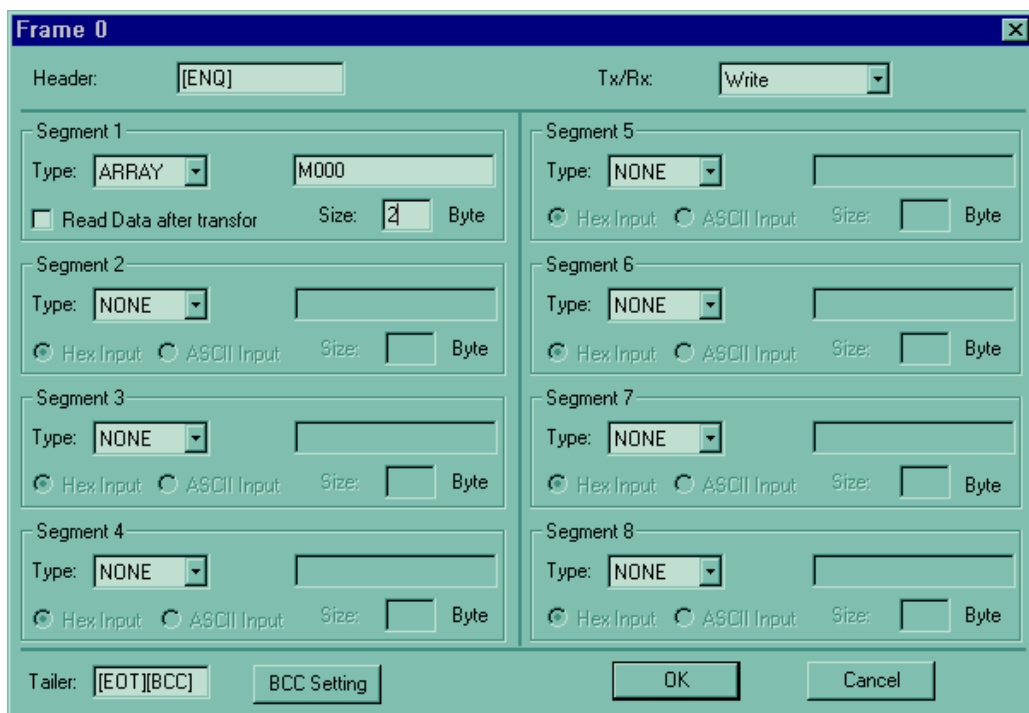 Frame 0
Header: [ENQ] Tx/Rx: Write
Segment 1
Type: ARRAY M000
Read Data after transfor Size: 2 Byte
Segment 2
Type: NONE
Hex Input ASCII Input Size: Byte
Segment 3
Type: NONE
Hex Input ASCII Input Size: Byte
Segment 4
Type: NONE
Hex Input ASCII Input Size: Byte
Segment 5
Type: NONE
Hex Input ASCII Input Size: Byte
Segment 6
Type: NONE
Hex Input ASCII Input Size: Byte
Segment 7
Type: NONE
Hex Input ASCII Input Size: Byte
Segment 8
Type: NONE
Hex Input ASCII Input Size: Byte
Tailer: [EOT][BCC] BCC Setting OK Cancel